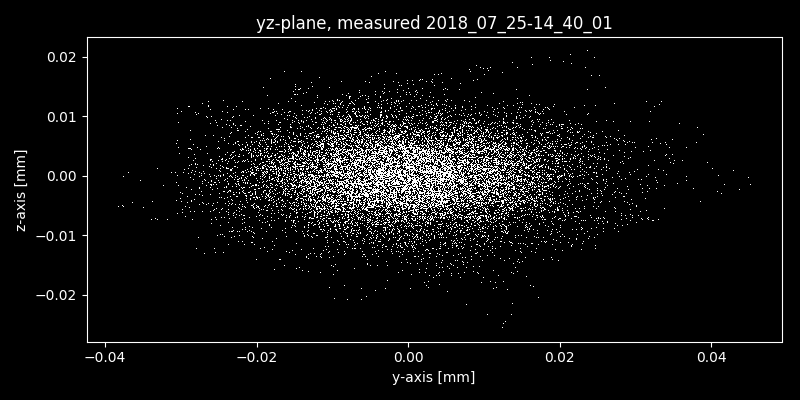 yz-plane, measured 2018_07_25-14_40_01
0.02
0.01
0.00
−0.01
−0.02
z-axis [mm]
−0.04 −0.02 0.00 0.02 0.04
y-axis [mm]